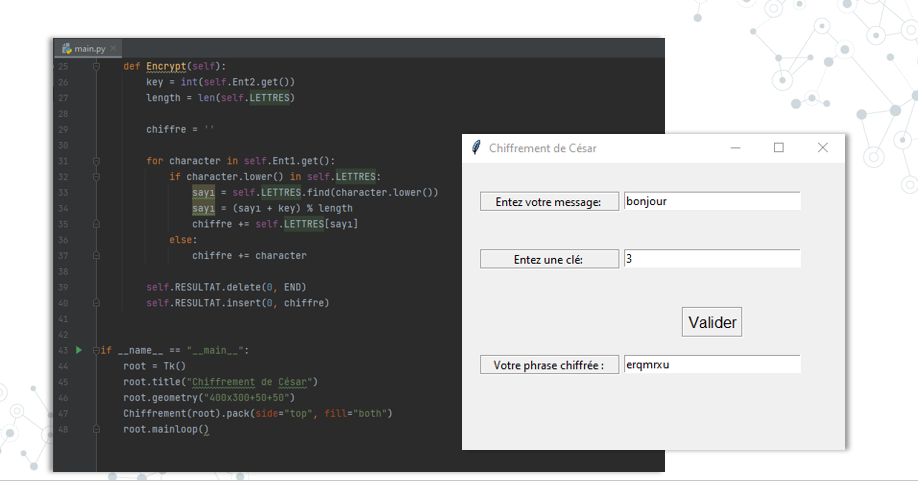 main.py
25 def Encrypt(self):
26 key = int(self.Ent2.get())
27 length = len(self.LETTRES)
28
29 chiffre = ''
30
31 for character in self.Ent1.get():
32 if character.lower() in self.LETTRES:
33 sayı = self.LETTRES.find(character.lower())
34 sayı = (sayı + key) % length
35 chiffre += self.LETTRES[sayı]
36 else:
37 chiffre += character
38
39 self.RESULTAT.delete(0, END)
40 self.RESULTAT.insert(0, chiffre)
41
42
43 if __name__ == "__main__":
44 root = Tk()
45 root.title("Chiffrement de César")
46 root.geometry("400x300+50+50")
47 Chiffrement(root).pack(side="top", fill="both")
48 root.mainloop()
Chiffrement de César
Entez votre message: bonjour
Entez une clé: 3
Valider
Votre phrase chiffrée : erqmrxu